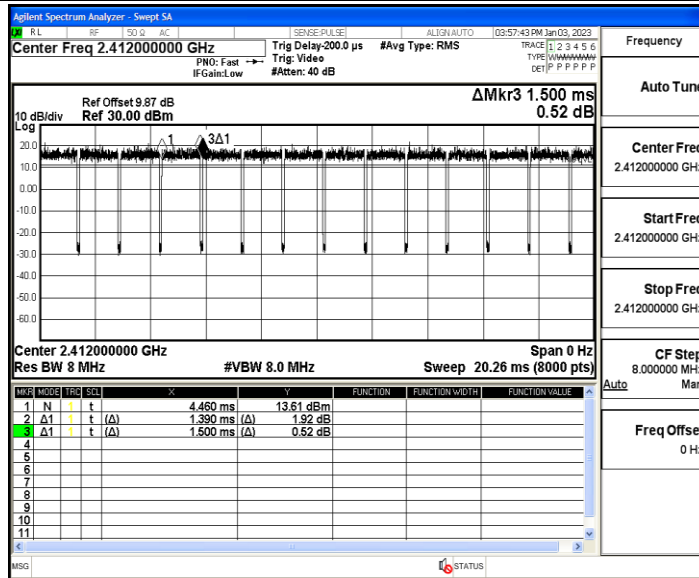 Agilent Spectrum Analyzer - Swept SA
RL RF 50 Ω AC SENSE:PULSE ALIGN AUTO 03:57:43 PM Jan 03, 2023
Center Freq 2.412000000 GHz
PNO: Fast
IFGain:Low
Trig Delay-200.0 µs
Trig: Video
#Atten: 40 dB
#Avg Type: RMS
TRACE 1 2 3 4 5 6
TYPE WWWWWW
DET P P P P P P
Frequency
Auto Tune
Center Freq
2.412000000 GHz
Start Freq
2.412000000 GHz
Stop Freq
2.412000000 GHz
CF Step
8.000000 MHz
Auto Man
Freq Offset
0 Hz
Ref Offset 9.87 dB
10 dB/div Ref 30.00 dBm
ΔMkr3 1.500 ms
0.52 dB
Log
20.0
10.0
0.00
-10.0
-20.0
-30.0
-40.0
-50.0
-60.0
1
3Δ1
Center 2.412000000 GHz Span 0 Hz
Res BW 8 MHz #VBW 8.0 MHz Sweep 20.26 ms (8000 pts)
MKR MODE TRC SCL X Y FUNCTION FUNCTION WIDTH FUNCTION VALUE
1 N 1 t 4.460 ms 13.61 dBm
2 Δ1 1 t (Δ) 1.390 ms (Δ) 1.92 dB
3 Δ1 1 t (Δ) 1.500 ms (Δ) 0.52 dB
4
5
6
7
8
9
10
11
MSG STATUS